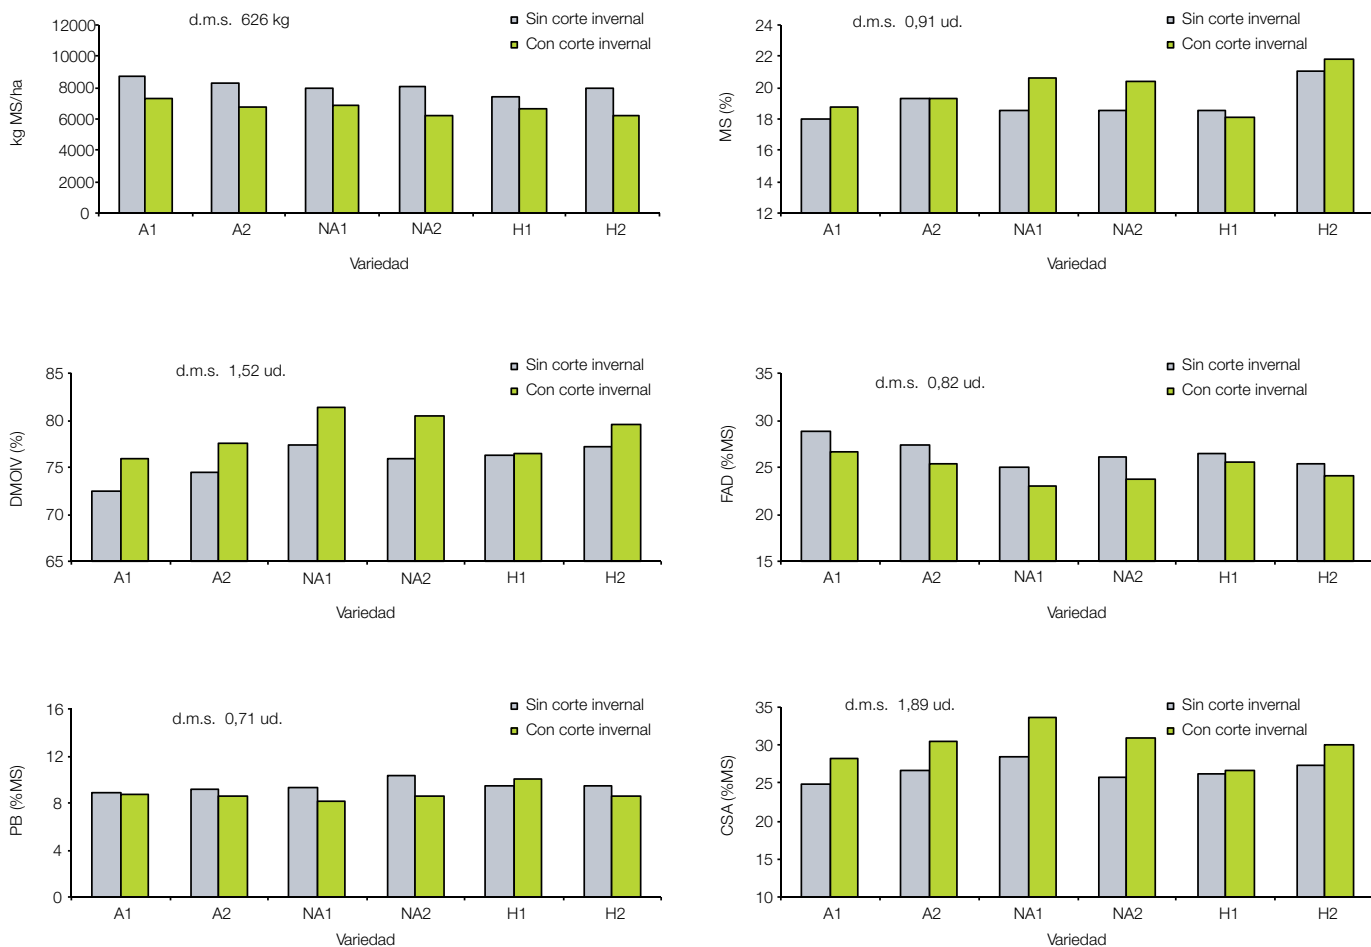 d.m.s. 626 kg
Sin corte invernal
Con corte invernal
kg MS/ha
12000
10000
8000
6000
4000
2000
0
A1 A2 NA1 NA2 H1 H2
Variedad
d.m.s. 0,91 ud.
Sin corte invernal
Con corte invernal
MS (%)
24
22
20
18
16
14
12
A1 A2 NA1 NA2 H1 H2
Variedad
d.m.s. 1,52 ud.
Sin corte invernal
Con corte invernal
DMOIV (%)
85
80
75
70
65
A1 A2 NA1 NA2 H1 H2
Variedad
d.m.s. 0,82 ud.
Sin corte invernal
Con corte invernal
FAD (%MS)
35
30
25
20
15
A1 A2 NA1 NA2 H1 H2
Variedad
d.m.s. 0,71 ud.
Sin corte invernal
Con corte invernal
PB (%MS)
16
12
8
4
0
A1 A2 NA1 NA2 H1 H2
Variedad
d.m.s. 1,89 ud.
Sin corte invernal
Con corte invernal
CSA (%MS)
35
30
25
20
15
10
A1 A2 NA1 NA2 H1 H2
Variedad